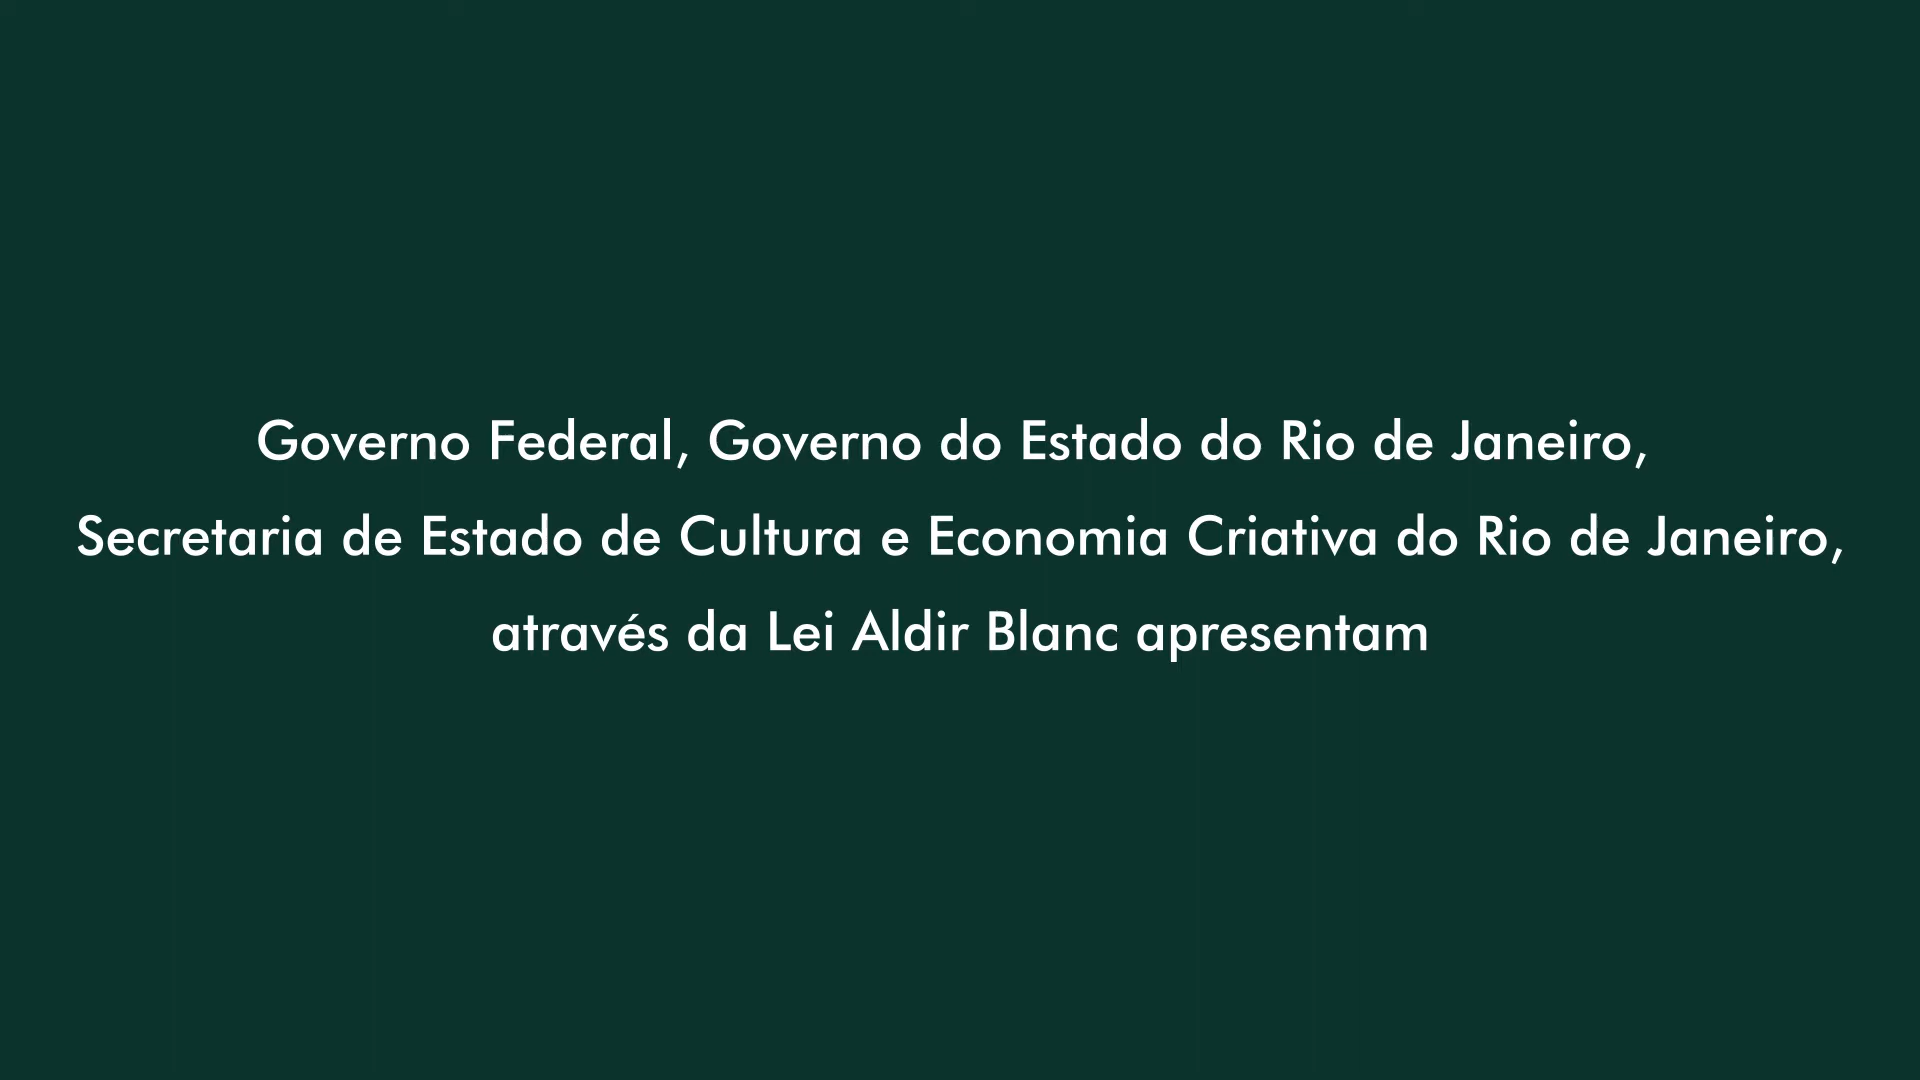 Governo Federal, Governo do Estado do Rio de Janeiro,
Secretaria de Estado de Cultura e Economia Criativa do Rio de Janeiro,
através da Lei Aldir Blanc apresentam